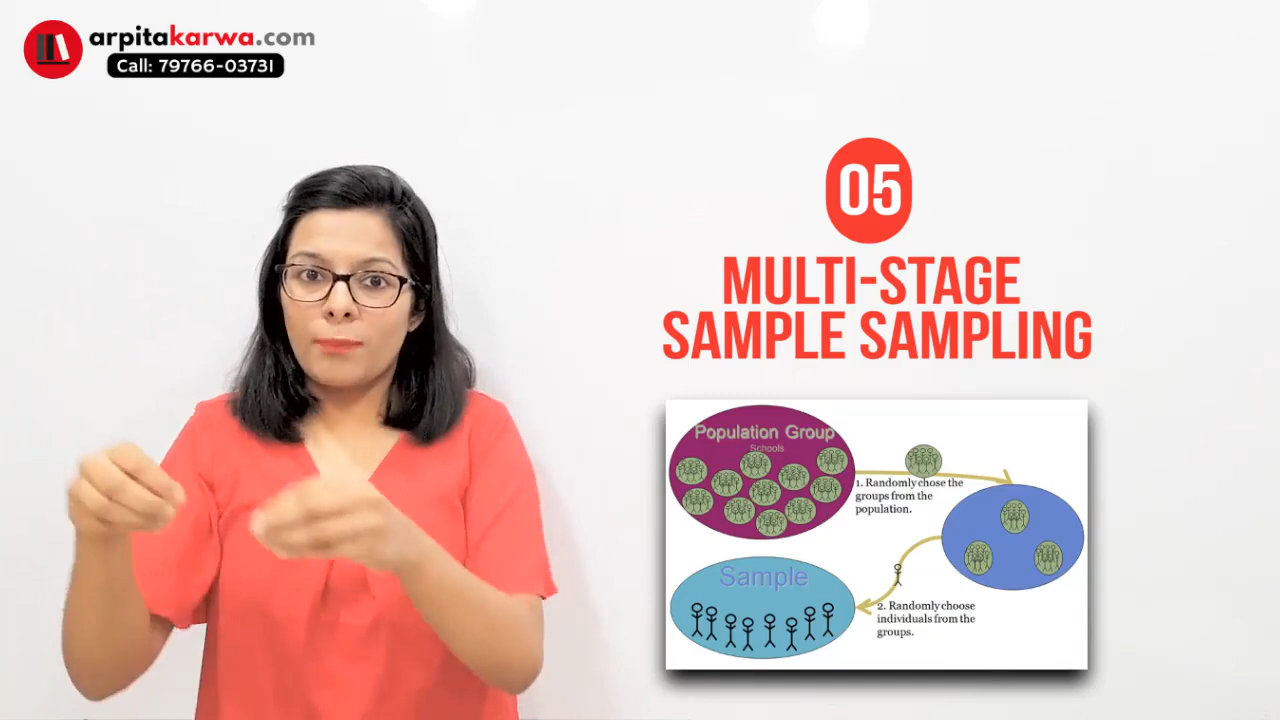 arpitakarwa.com
Call: 79766-03731
05
MULTI-STAGE
SAMPLE SAMPLING
Population Group
Schools
1. Randomly chose the
groups from the
population.
Sample
2. Randomly choose
individuals from the
groups.